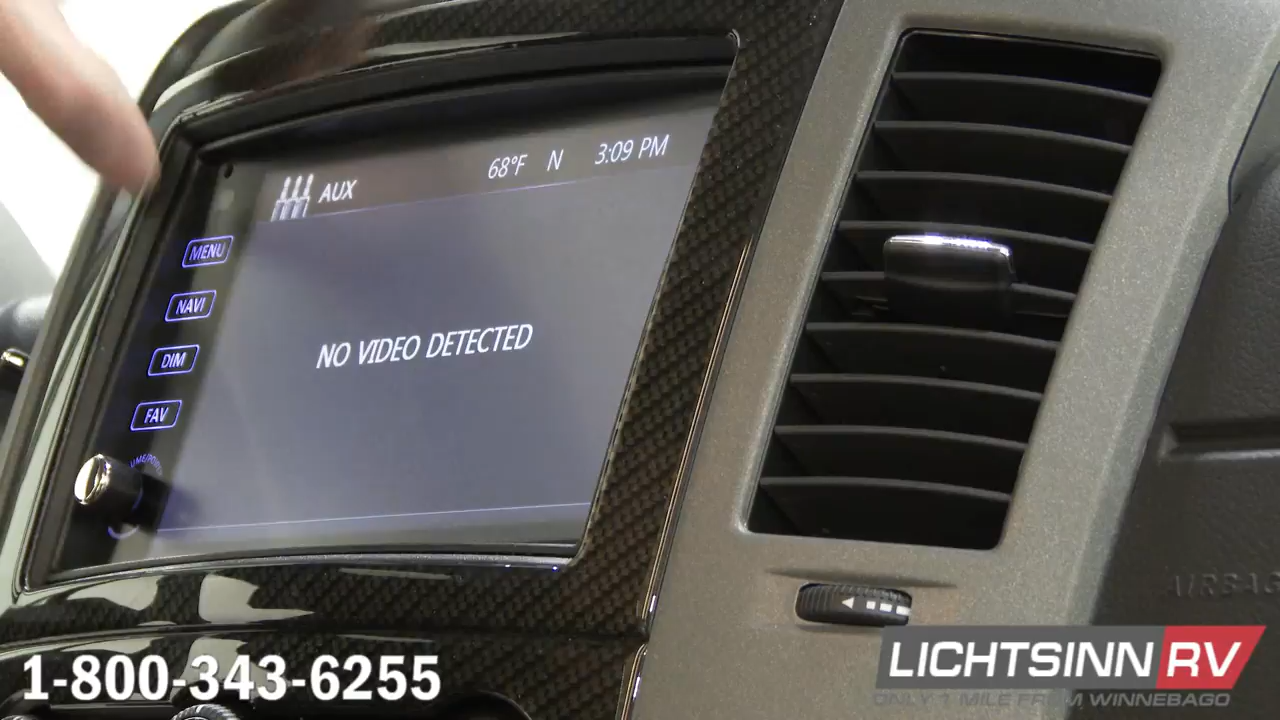 68°F N 3:09 PM
AUX
MENU
NAVI
DIM
FAV
NO VIDEO DETECTED
AIRBAG
1-800-343-6255
LICHTSINN RV
ONLY 1 MILE FROM WINNEBAGO